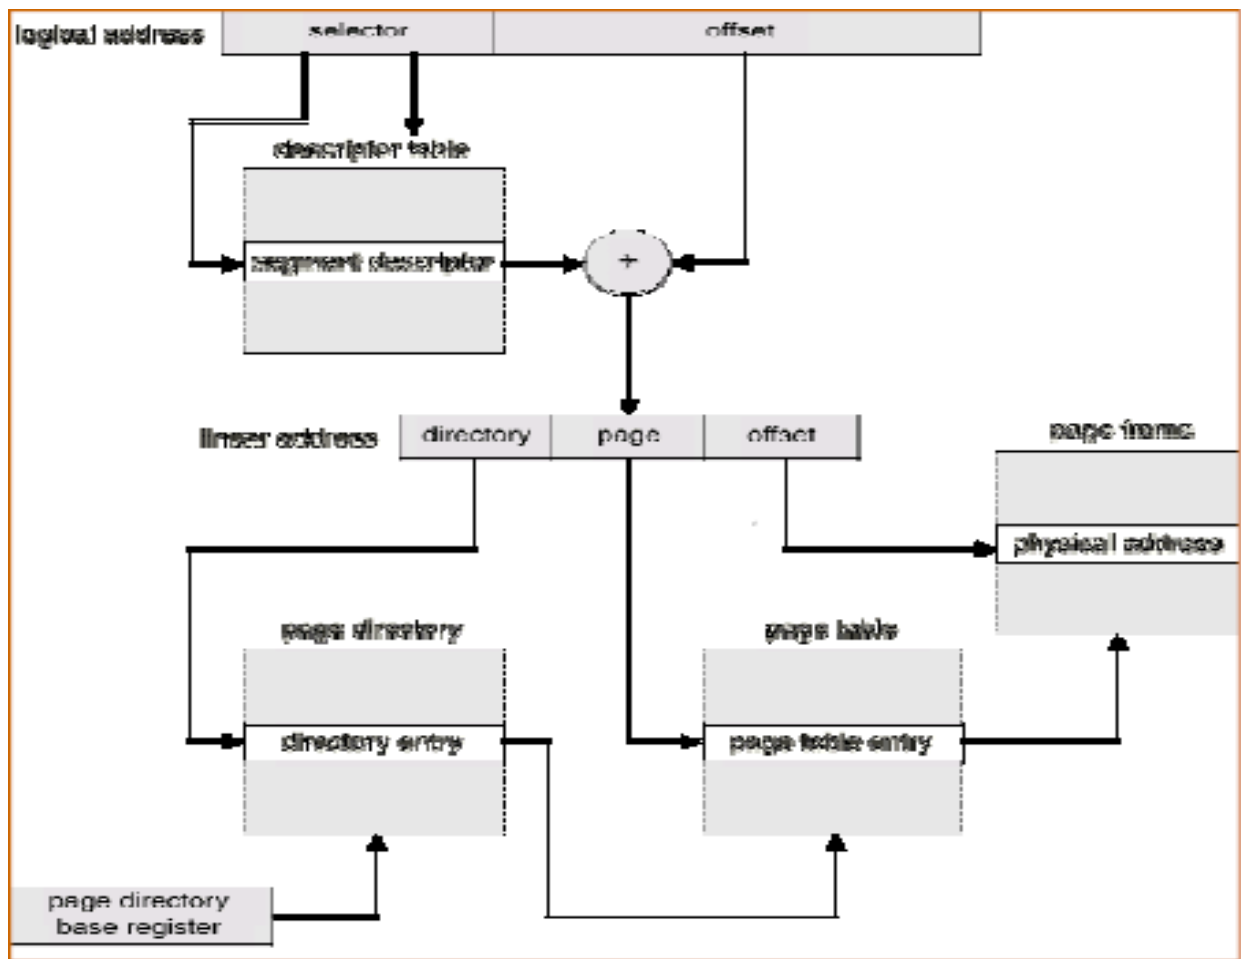 logical address
selector
offset
descriptor table
segment descriptor
+
linear address
directory
page
offset
page frame
physical address
page directory
page table
directory entry
page table entry
page directory
base register